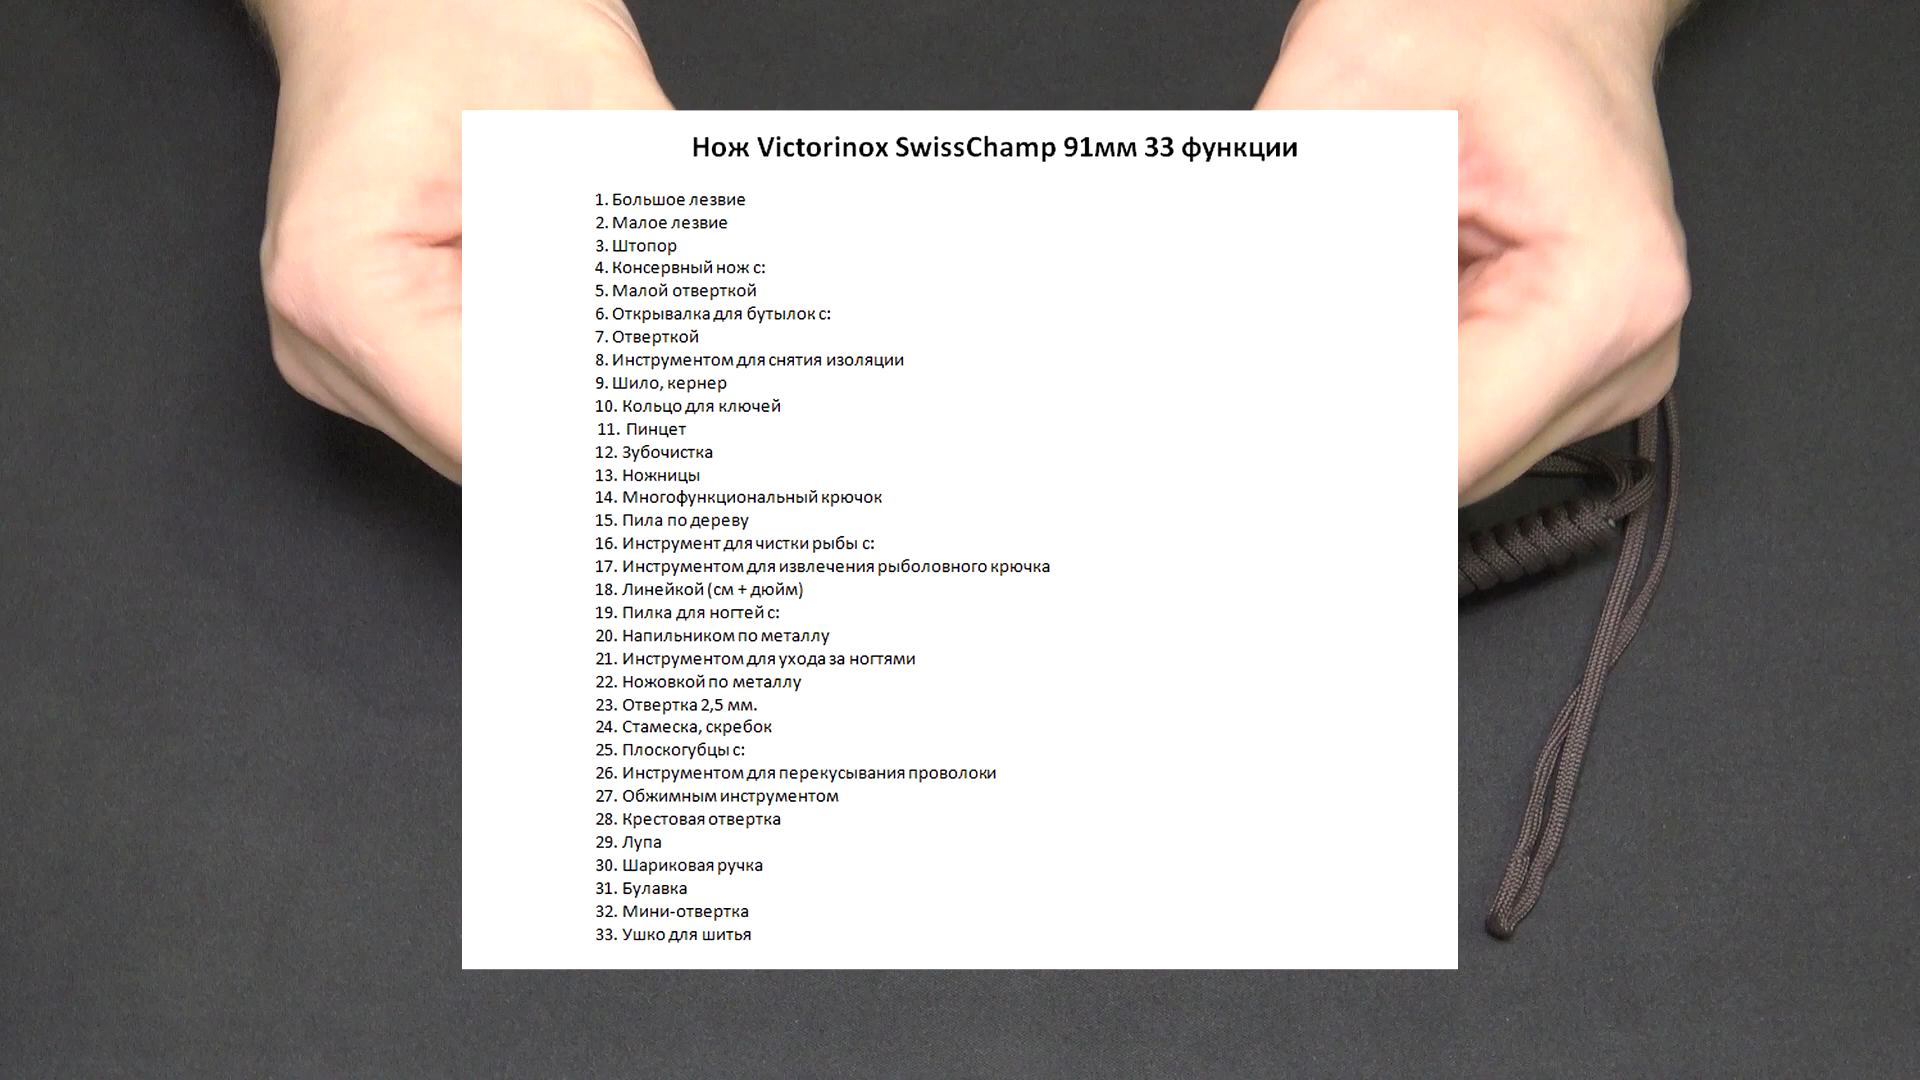 Нож Victorinox SwissChamp 91мм 33 функции
1. Большое лезвие
2. Малое лезвие
3. Штопор
4. Консервный нож с:
5. Малой отверткой
6. Открывалка для бутылок с:
7. Отверткой
8. Инструментом для снятия изоляции
9. Шило, кернер
10. Кольцо для ключей
11. Пинцет
12. Зубочистка
13. Ножницы
14. Многофункциональный крючок
15. Пила по дереву
16. Инструмент для чистки рыбы с:
17. Инструментом для извлечения рыболовного крючка
18. Линейкой (см + дюйм)
19. Пилка для ногтей с:
20. Напильником по металлу
21. Инструментом для ухода за ногтями
22. Ножовкой по металлу
23. Отвертка 2,5 мм.
24. Стамеска, скребок
25. Плоскогубцы с:
26. Инструментом для перекусывания проволоки
27. Обжимным инструментом
28. Крестовая отвертка
29. Лупа
30. Шариковая ручка
31. Булавка
32. Мини-отвертка
33. Ушко для шитья